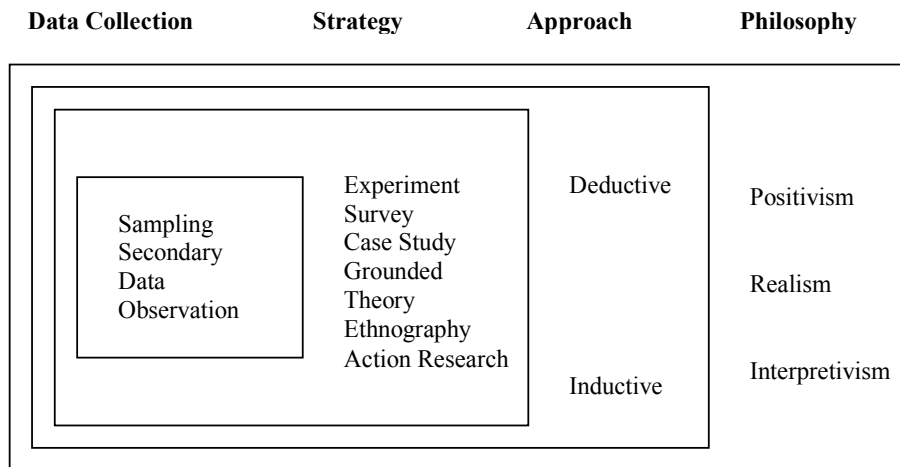 Data Collection Strategy Approach Philosophy
Sampling
Secondary
Data
Observation
Experiment
Survey
Case Study
Grounded
Theory
Ethnography
Action Research
Deductive
Inductive
Positivism
Realism
Interpretivism